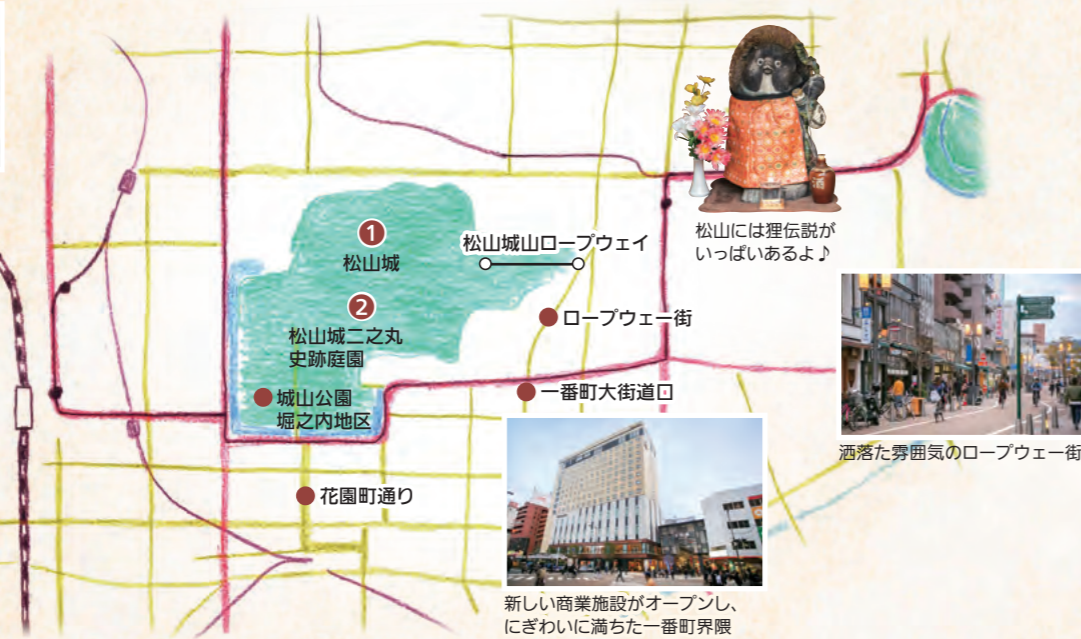 1
松山城
松山城山ロープウェイ
2
松山城二之丸
史跡庭園
ロープウェー街
城山公園
堀之内地区
一番町大街道口
花園町通り
松山には狸伝説が
いっぱいあるよ♪
洒落た雰囲気のロープウェー街
新しい商業施設がオープンし、
にぎわいに満ちた一番町界隈